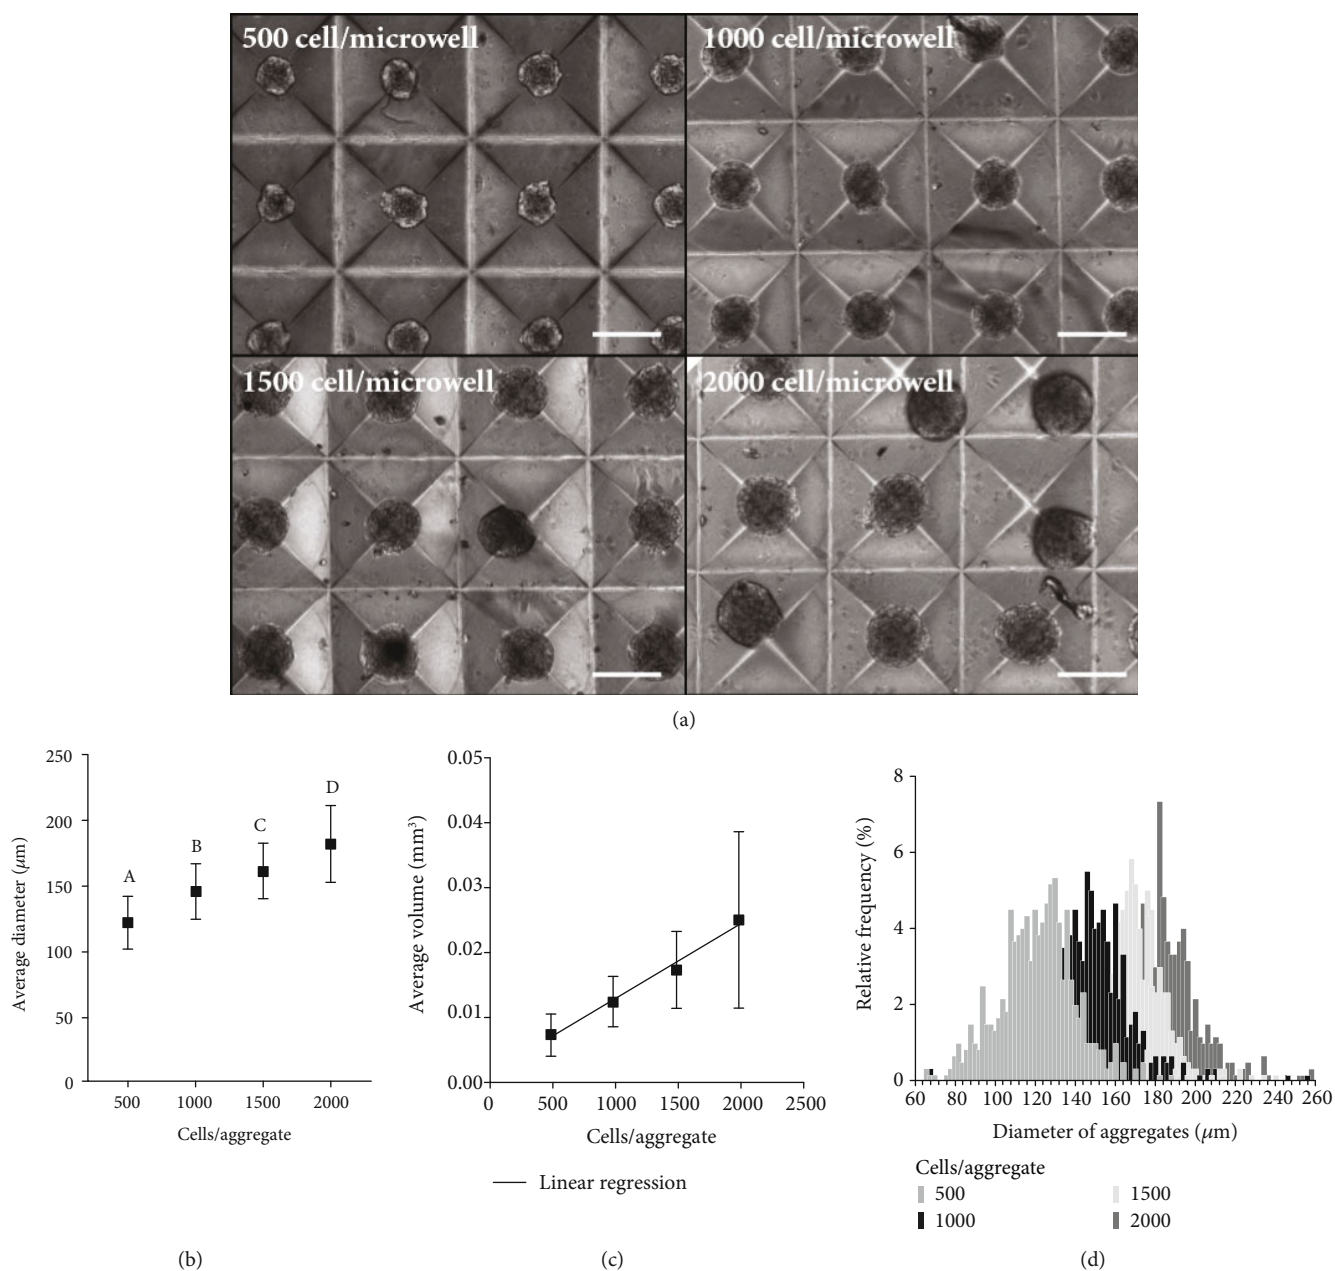 500 cell/microwell
1000 cell/microwell
1500 cell/microwell
2000 cell/microwell
(a)
250
200
150
100
50
0
Average diameter (μm)
A
B
C
D
500 1000 1500 2000
Cells/aggregate
(b)
0.05
0.04
0.03
0.02
0.01
0.00
Average volume (mm³)
0 500 1000 1500 2000 2500
Cells/aggregate
Linear regression
(c)
8
6
4
2
0
Relative frequency (%)
60 80 100 120 140 160 180 200 220 240 260
Diameter of aggregates (μm)
Cells/aggregate
500
1000
1500
2000
(d)